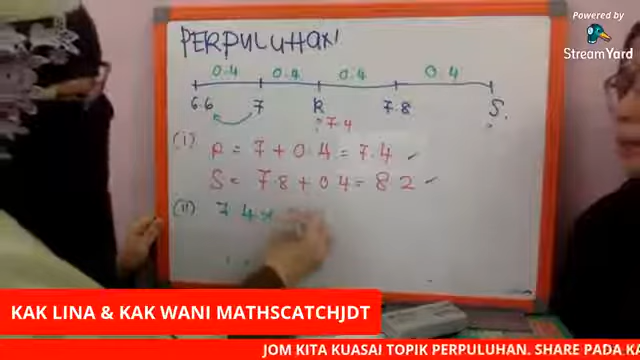 Powered by
StreamYard
PERPULUHAN
0.4 0.4 0.4 0.4
6.6 7 R 7.8 S.
7.4
(i) R = 7 + 0.4 = 7.4 ✓
S = 7.8 + 0.4 = 8.2 ✓
(ii) 7.4 ×
KAK LINA & KAK WANI MATHSCATCHJDT
JOM KITA KUASAI TOPIK PERPULUHAN. SHARE PADA KA